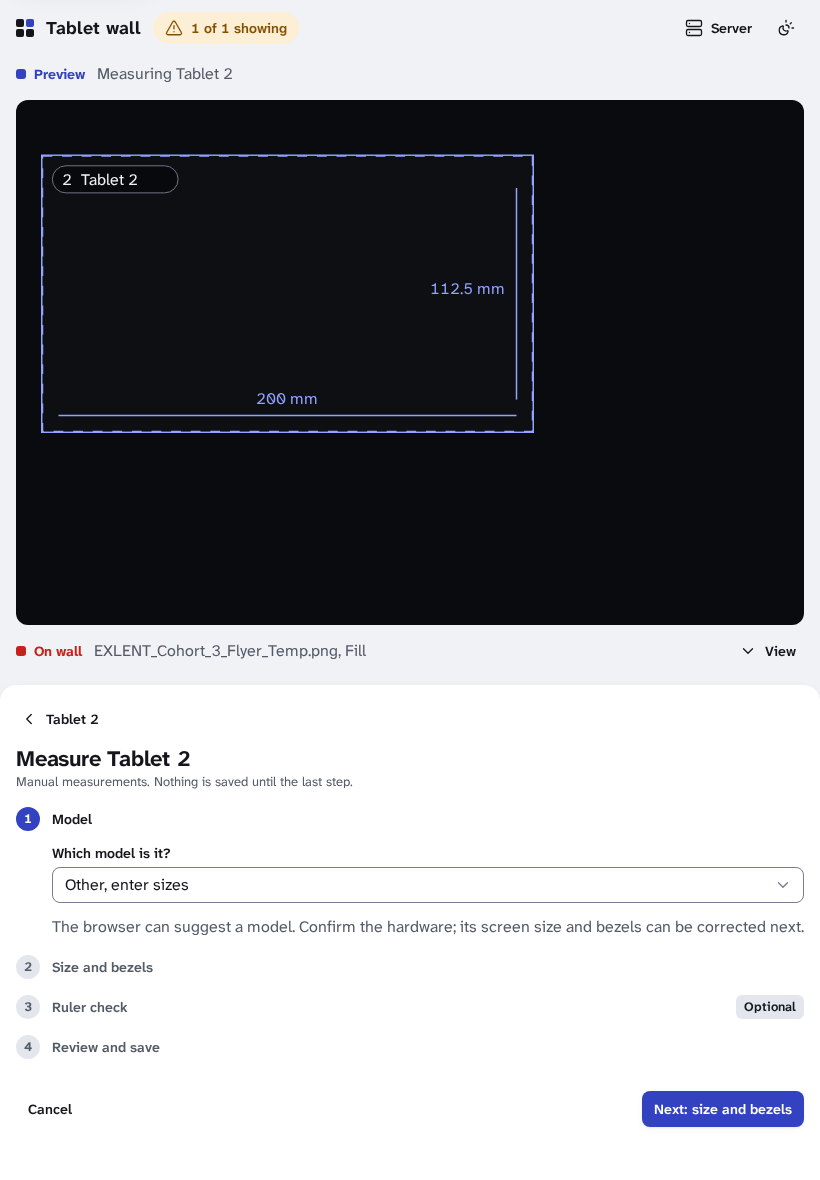 Tablet wall
1 of 1 showing
Server
Preview
Measuring Tablet 2
2 Tablet 2
112.5 mm
200 mm
On wall
EXLENT_Cohort_3_Flyer_Temp.png, Fill
View
Tablet 2
Measure Tablet 2
Manual measurements. Nothing is saved until the last step.
1 Model
Which model is it?
Other, enter sizes
The browser can suggest a model. Confirm the hardware; its screen size and bezels can be corrected next.
2 Size and bezels
3 Ruler check
Optional
4 Review and save
Cancel
Next: size and bezels